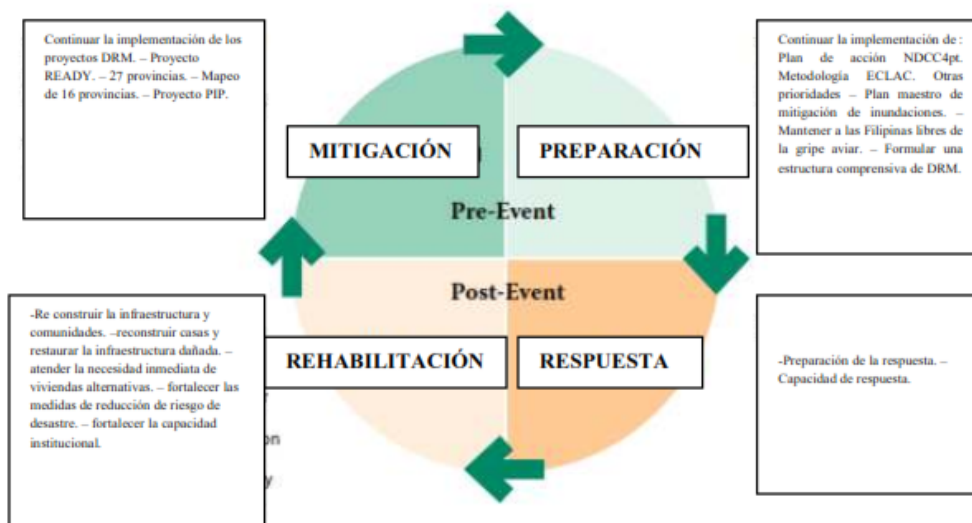 Continuar la implementación de los
proyectos DRM. – Proyecto
READY. – 27 provincias. – Mapeo
de 16 provincias. – Proyecto PIP.
Continuar la implementación de :
Plan de acción NDCC4pt.
Metodología ECLAC. Otras
prioridades – Plan maestro de
mitigación de inundaciones. –
Mantener a las Filipinas libres de
la gripe aviar. – Formular una
estructura comprensiva de DRM.
MITIGACIÓN
PREPARACIÓN
Pre-Event
Post-Event
-Re construir la infraestructura y
comunidades. –reconstruir casas y
restaurar la infraestructura dañada. –
atender la necesidad inmediata de
viviendas alternativas. – fortalecer las
medidas de reducción de riesgo de
desastre. – fortalecer la capacidad
institucional.
REHABILITACIÓN
RESPUESTA
-Preparación de la respuesta. –
Capacidad de respuesta.
on
y